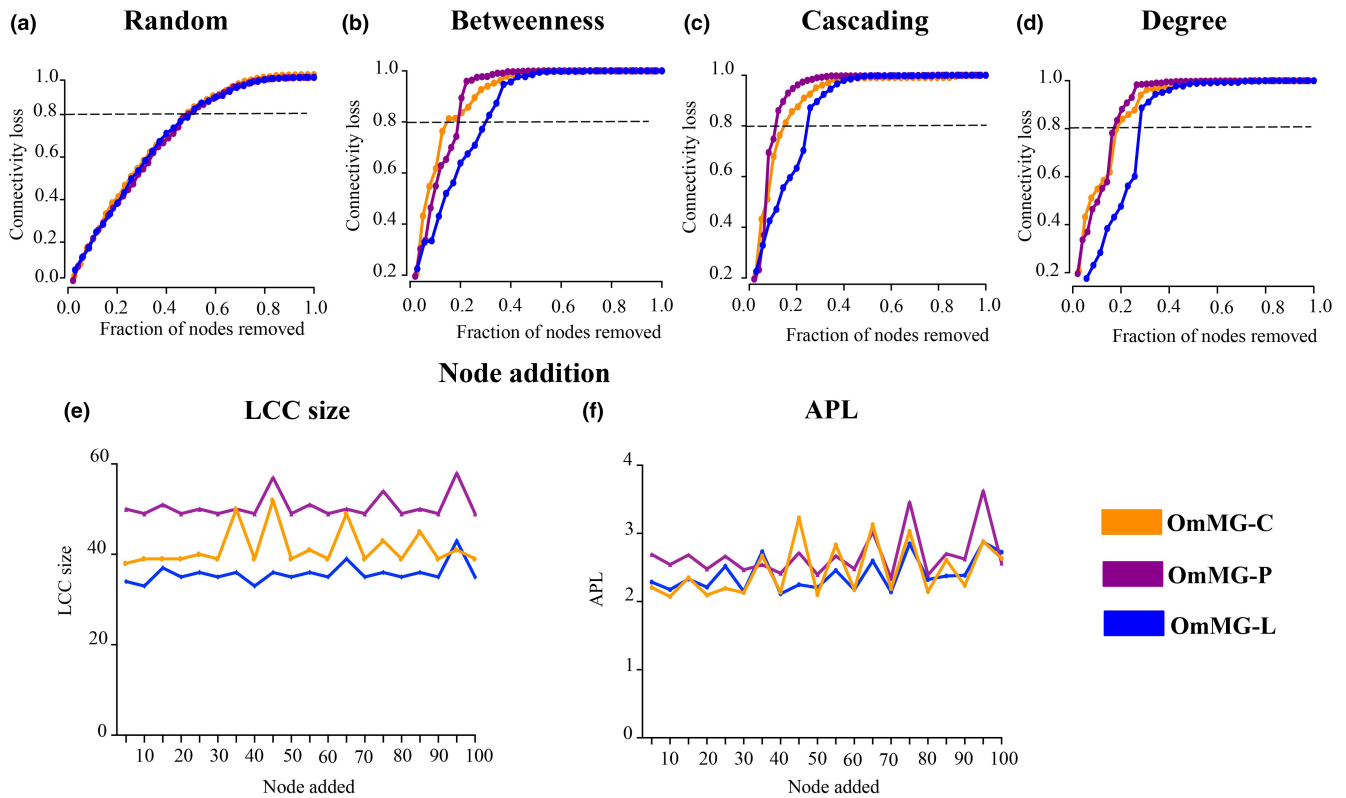 (a) Random
(b) Betweenness
(c) Cascading
(d) Degree
Connectivity loss
1.0
0.8
0.6
0.4
0.2
0.0
0.0 0.2 0.4 0.6 0.8 1.0
Fraction of nodes removed
Connectivity loss
1.0
0.8
0.6
0.4
0.2
0.0 0.2 0.4 0.6 0.8 1.0
Fraction of nodes removed
Connectivity loss
1.0
0.8
0.6
0.4
0.2
0.0 0.2 0.4 0.6 0.8 1.0
Fraction of nodes removed
Connectivity loss
1.0
0.8
0.6
0.4
0.2
0.0 0.2 0.4 0.6 0.8 1.0
Fraction of nodes removed
Node addition
(e) LCC size
LCC size
60
40
20
0
10 20 30 40 50 60 70 80 90 100
Node added
(f) APL
APL
4
3
2
1
0
10 20 30 40 50 60 70 80 90 100
Node added
OmMG-C
OmMG-P
OmMG-L